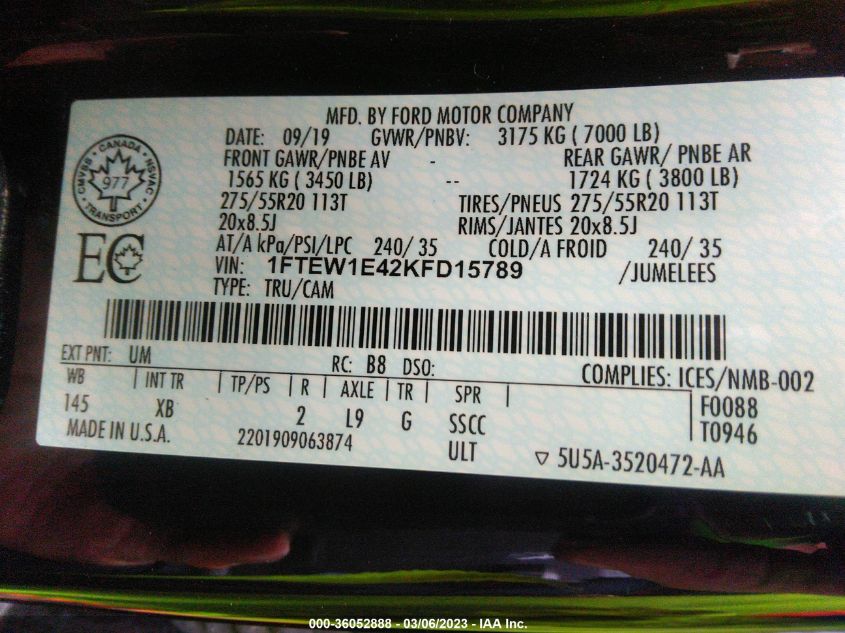 MFD. BY FORD MOTOR COMPANY
DATE: 09/19 GVWR/PNBV: 3175 KG ( 7000 LB)
FRONT GAWR/PNBE AV - REAR GAWR/ PNBE AR
1565 KG ( 3450 LB) -- 1724 KG ( 3800 LB)
275/55R20 113T TIRES/PNEUS 275/55R20 113T
20x8.5J RIMS/JANTES 20x8.5J
AT/A kPa/PSI/LPC 240/ 35 COLD/A FROID 240/ 35
VIN: 1FTEW1E42KFD15789 /JUMELEES
TYPE: TRU/CAM
CMVSS - CANADA - NSVAC
977
TRANSPORT
EC
EXT PNT: UM RC: B8 DSO: COMPLIES: ICES/NMB-002
WB | INT TR | TP/PS | R | AXLE | TR | SPR | F0088
145 XB 2 L9 G SSCC T0946
MADE IN U.S.A. 2201909063874 ULT ▽ 5U5A-3520472-AA
000-36052888 - 03/06/2023 - IAA Inc.